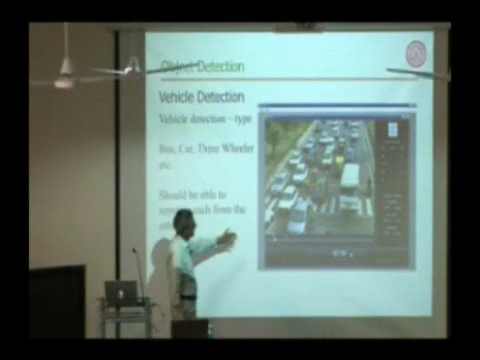 Object Detection
Vehicle Detection
Vehicle detection – type
Bus, Car, Three Wheeler
etc.
Should be able to
each from the